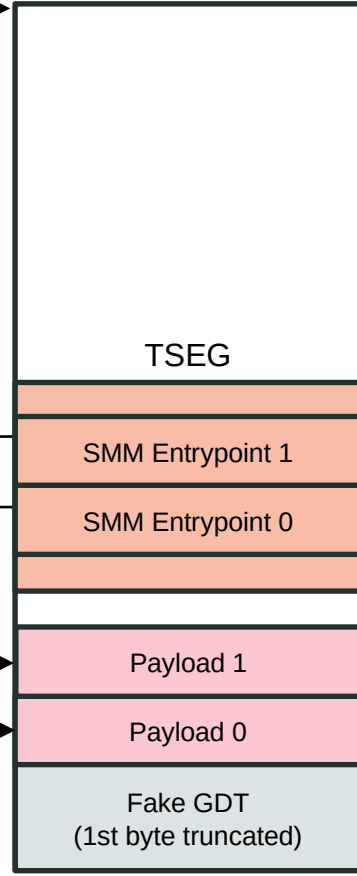 TSEG
SMM Entrypoint 1
SMM Entrypoint 0
Payload 1
Payload 0
Fake GDT
(1st byte truncated)